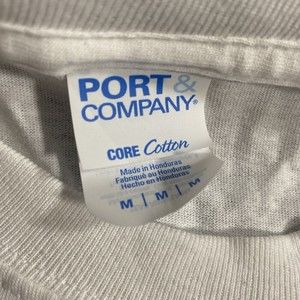 PORT &
COMPANY®
CORE Cotton
Made in Honduras
Fabriqué au Honduras
Hecho en Honduras
M | M | M